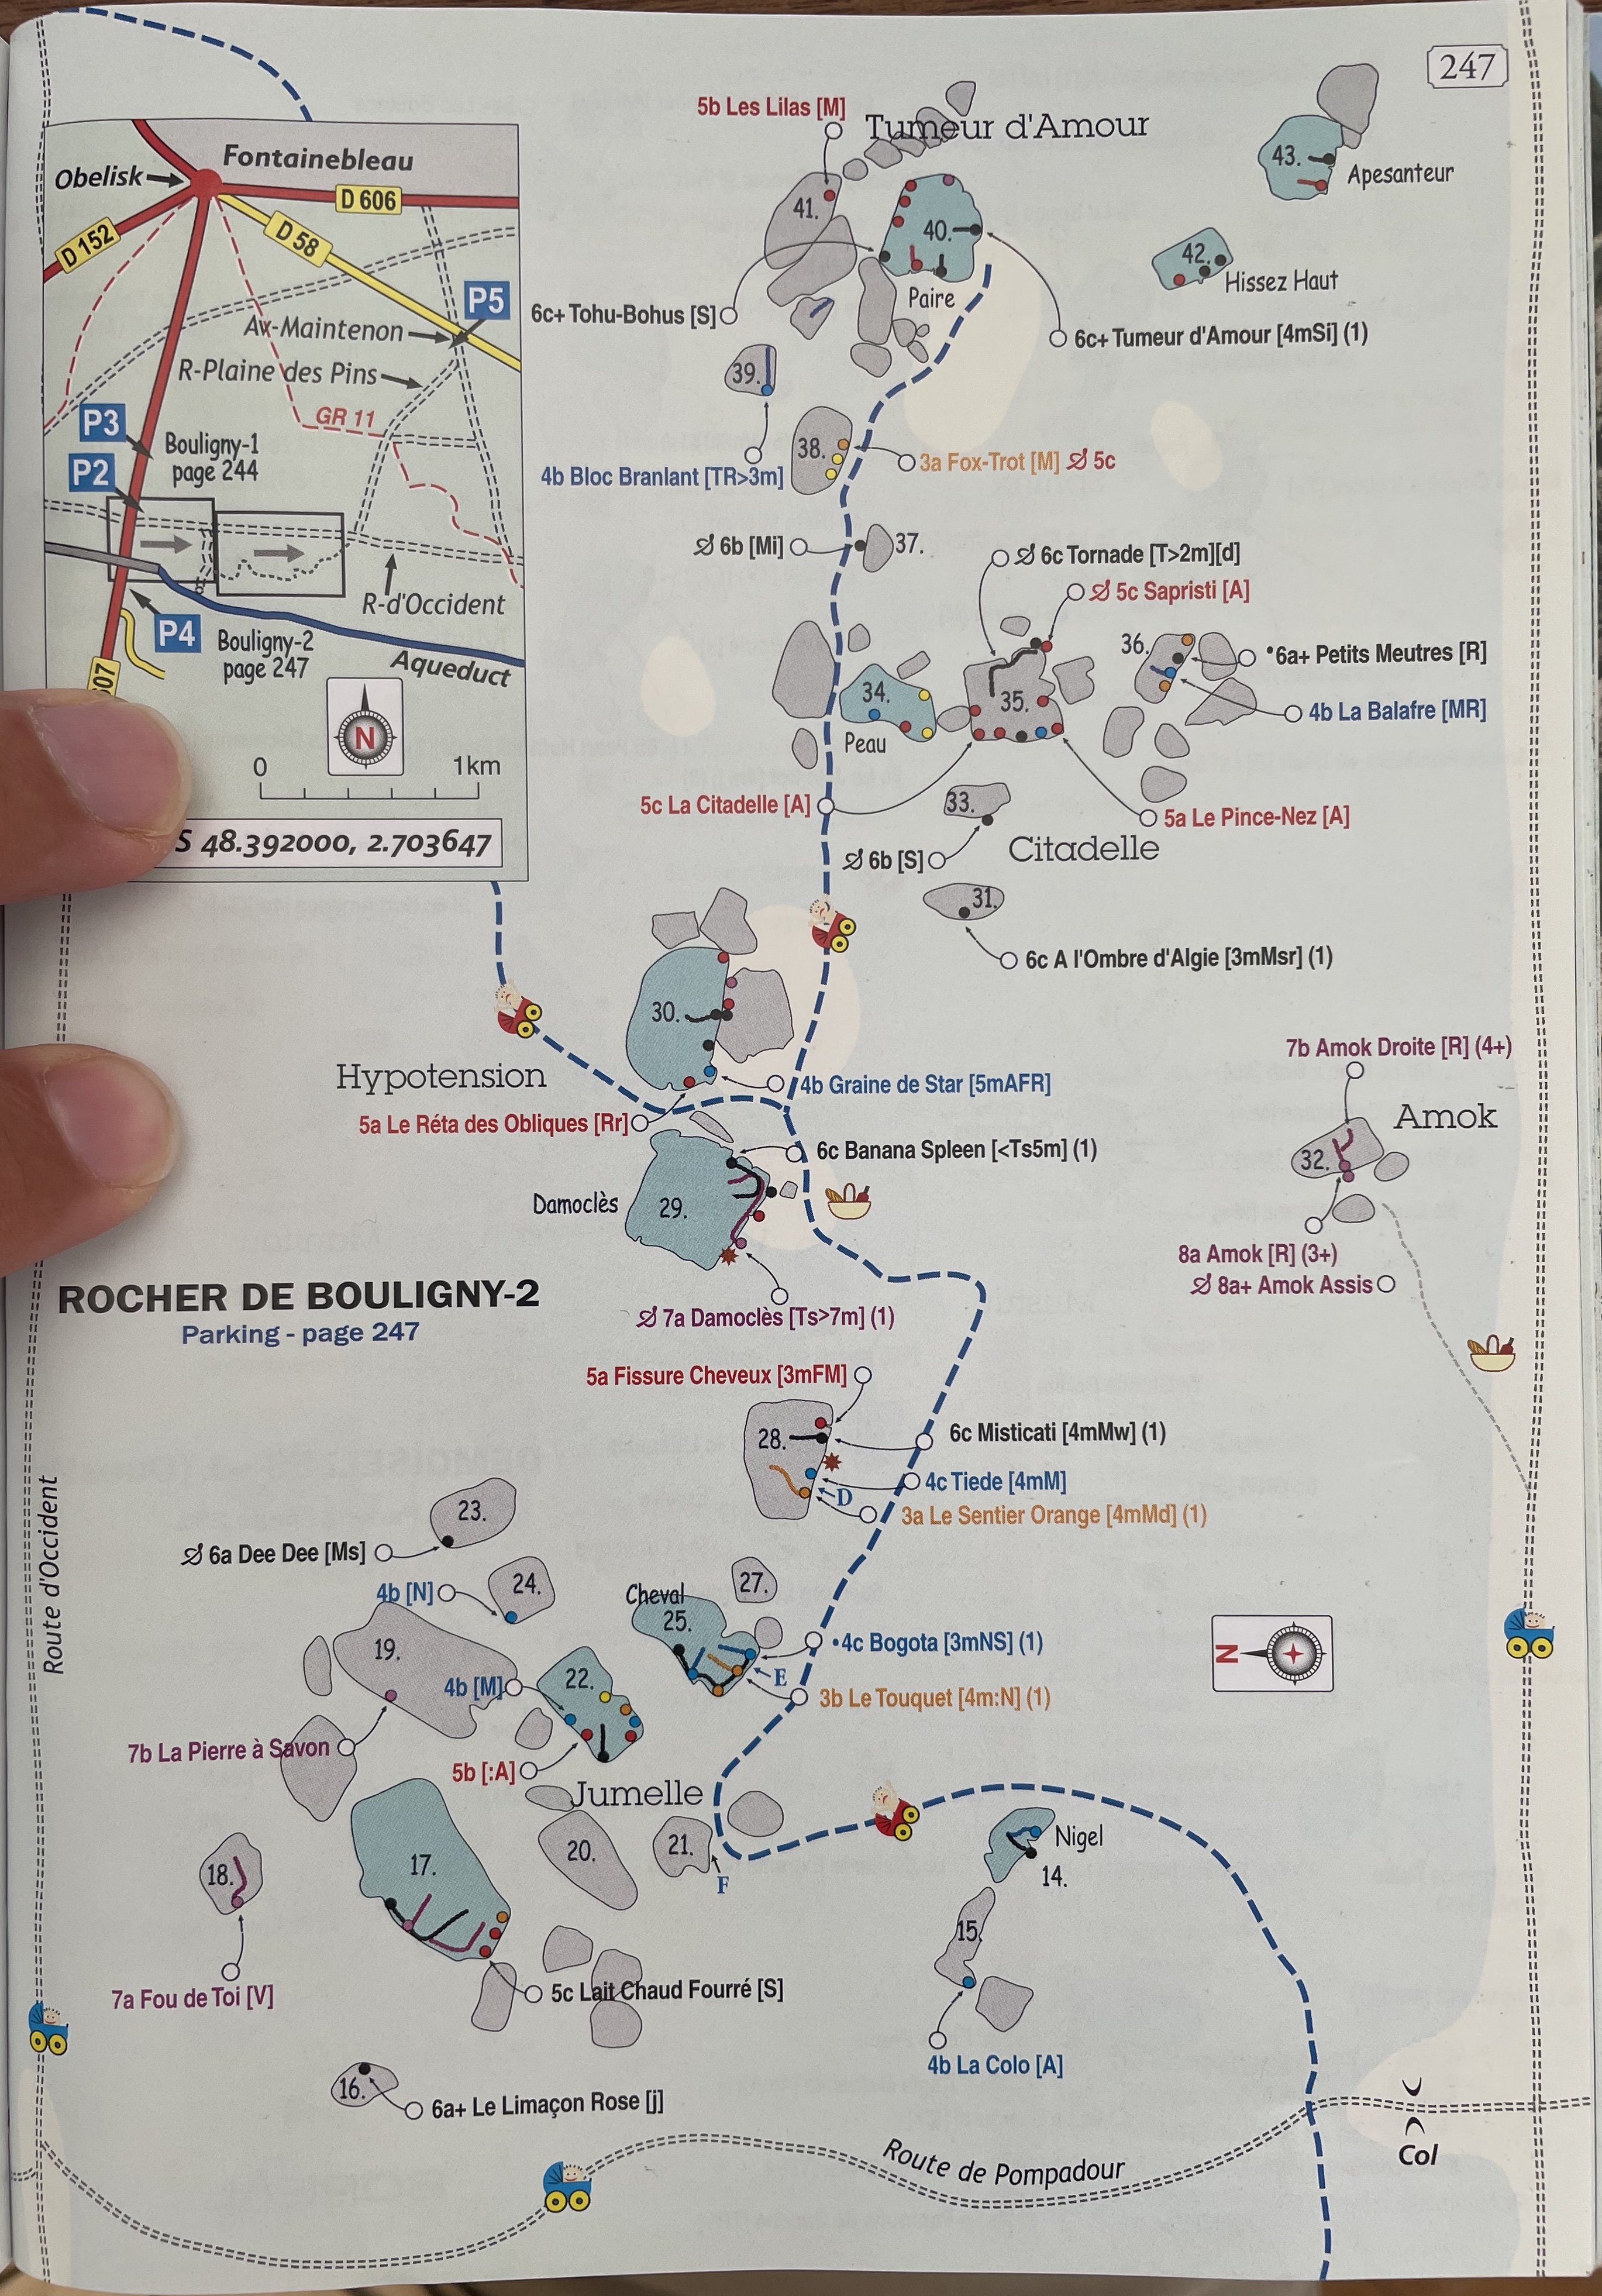 247
5b Les Lilas [M]
Tumeur d'Amour
Fontainebleau
Obelisk
D 606
D 152
D 58
P5
Av-Maintenon
R-Plaine des Pins
GR 11
P3
Bouligny-1
page 244
P2
R-d'Occident
P4
Bouligny-2
page 247
Aqueduct
N
0 1km
S 48.392000, 2.703647
41.
40.
43.
Apesanteur
42.
Hissez Haut
Paire
6c+ Tohu-Bohus [S]
6c+ Tumeur d'Amour [4mSi] (1)
39.
38.
4b Bloc Branlant [TR>3m]
3a Fox-Trot [M] 5c
6b [Mi]
37.
6c Tornade [T>2m][d]
5c Sapristi [A]
36.
•6a+ Petits Meutres [R]
4b La Balafre [MR]
34.
35.
Peau
5c La Citadelle [A]
33.
5a Le Pince-Nez [A]
Citadelle
6b [S]
31.
6c A l'Ombre d'Algie [3mMsr] (1)
30.
Hypotension
4b Graine de Star [5mAFR]
5a Le Réta des Obliques [Rr]
7b Amok Droite [R] (4+)
Amok
32.
8a Amok [R] (3+)
8a+ Amok Assis
6c Banana Spleen [<Ts5m] (1)
Damoclès
29.
7a Damoclès [Ts>7m] (1)
ROCHER DE BOULIGNY-2
Parking - page 247
5a Fissure Cheveux [3mFM]
28.
6c Misticati [4mMw] (1)
4c Tiede [4mM]
D
3a Le Sentier Orange [4mMd] (1)
Route d'Occident
23.
6a Dee Dee [Ms]
24.
4b [N]
Cheval
25.
27.
•4c Bogota [3mNS] (1)
E
3b Le Touquet [4m:N] (1)
N
19.
4b [M]
22.
7b La Pierre à Savon
5b [:A]
Jumelle
17.
18.
20.
21.
F
Nigel
14.
15.
7a Fou de Toi [V]
5c Lait Chaud Fourré [S]
4b La Colo [A]
16.
6a+ Le Limaçon Rose [j]
Route de Pompadour
Col